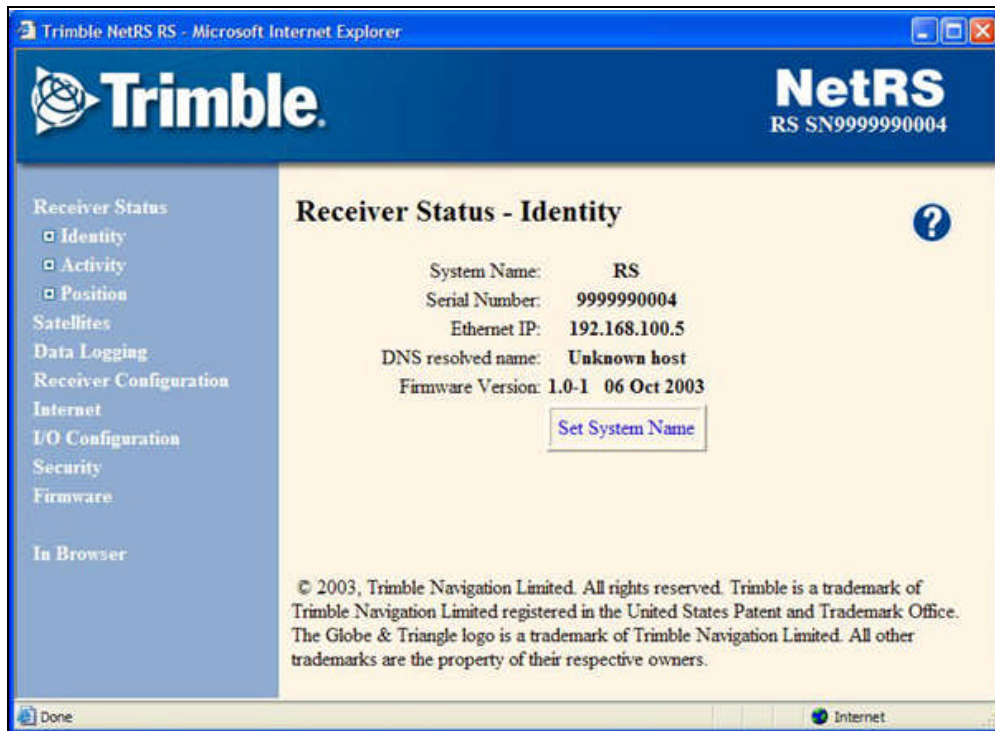 Trimble NetRS RS - Microsoft Internet Explorer
Trimble.
NetRS
RS SN9999990004
Receiver Status
Identity
Activity
Position
Satellites
Data Logging
Receiver Configuration
Internet
I/O Configuration
Security
Firmware
In Browser
Receiver Status - Identity
?
System Name: RS
Serial Number: 9999990004
Ethernet IP: 192.168.100.5
DNS resolved name: Unknown host
Firmware Version: 1.0-1 06 Oct 2003
Set System Name
© 2003, Trimble Navigation Limited. All rights reserved. Trimble is a trademark of
Trimble Navigation Limited registered in the United States Patent and Trademark Office.
The Globe & Triangle logo is a trademark of Trimble Navigation Limited. All other
trademarks are the property of their respective owners.
Done
Internet